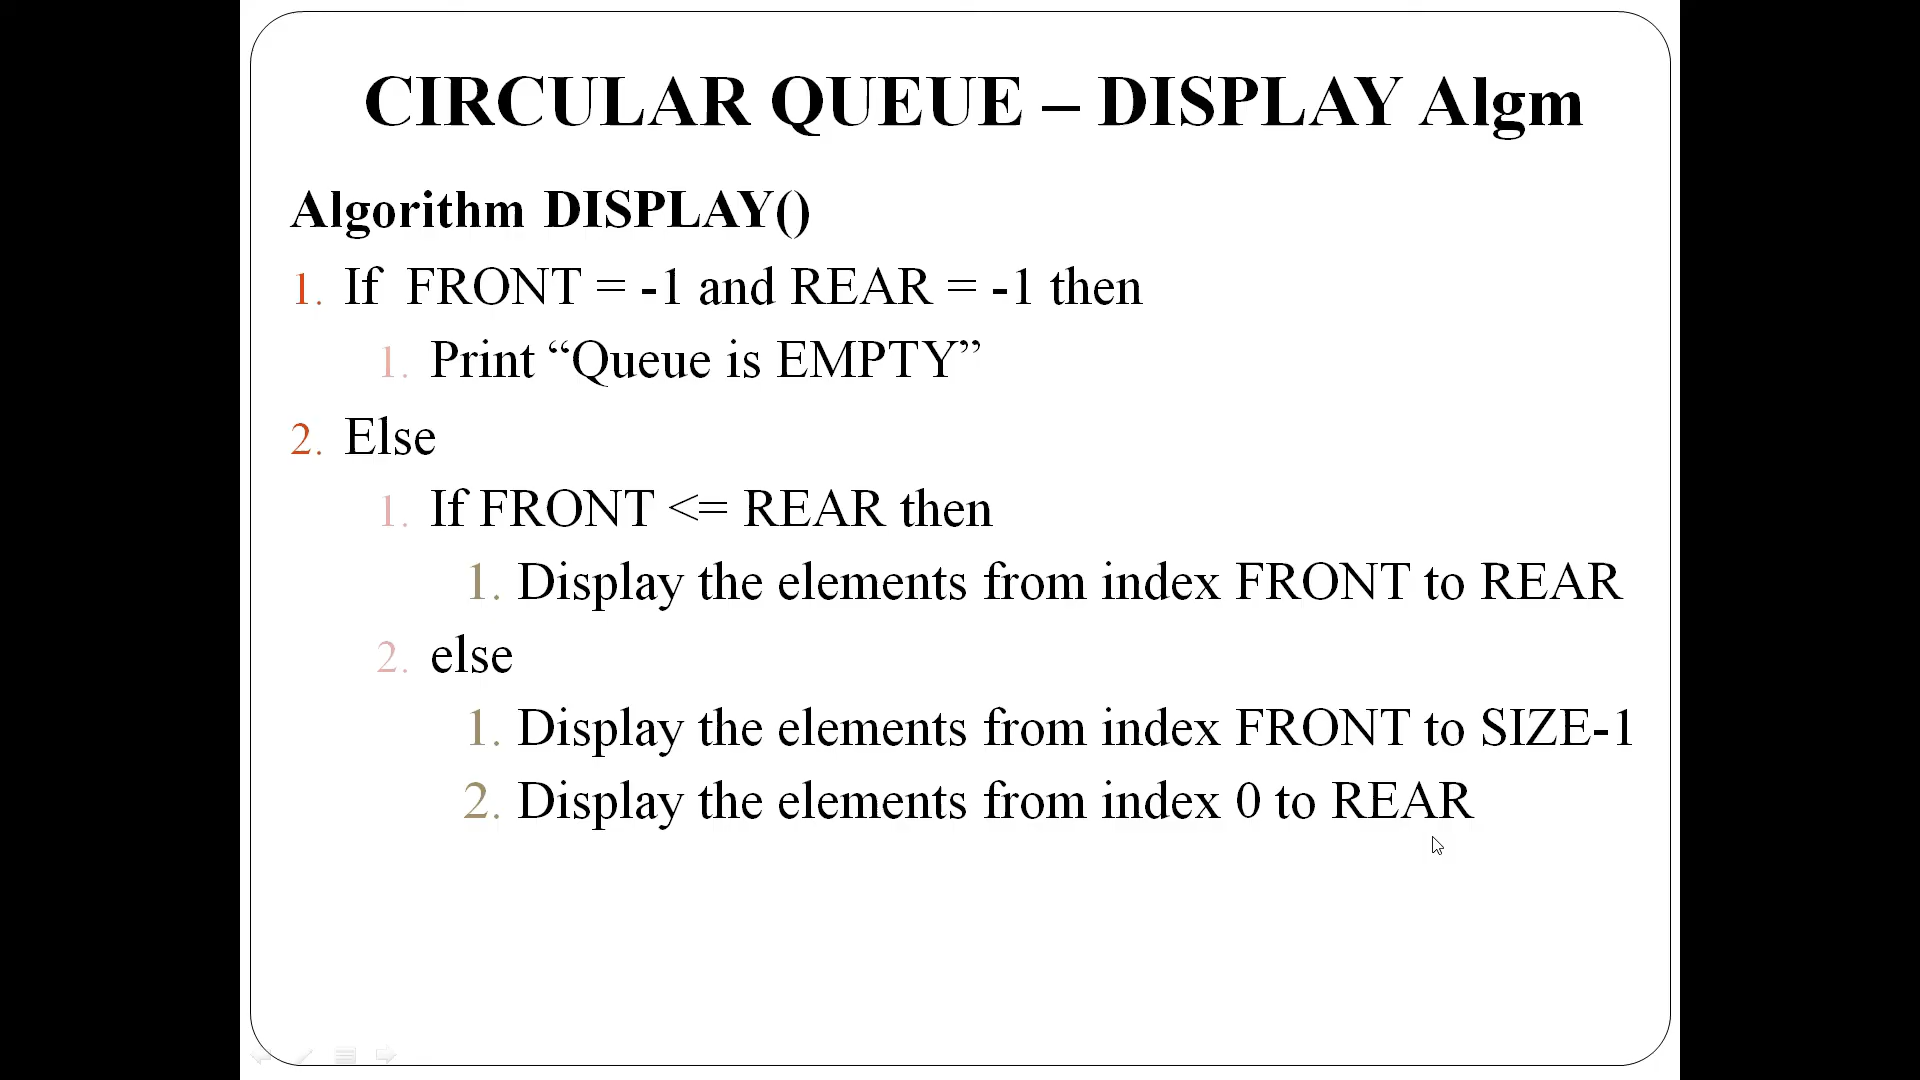 CIRCULAR QUEUE – DISPLAY Algm
Algorithm DISPLAY()
1. If FRONT = -1 and REAR = -1 then
1. Print “Queue is EMPTY”
2. Else
1. If FRONT <= REAR then
1. Display the elements from index FRONT to REAR
2. else
1. Display the elements from index FRONT to SIZE-1
2. Display the elements from index 0 to REAR